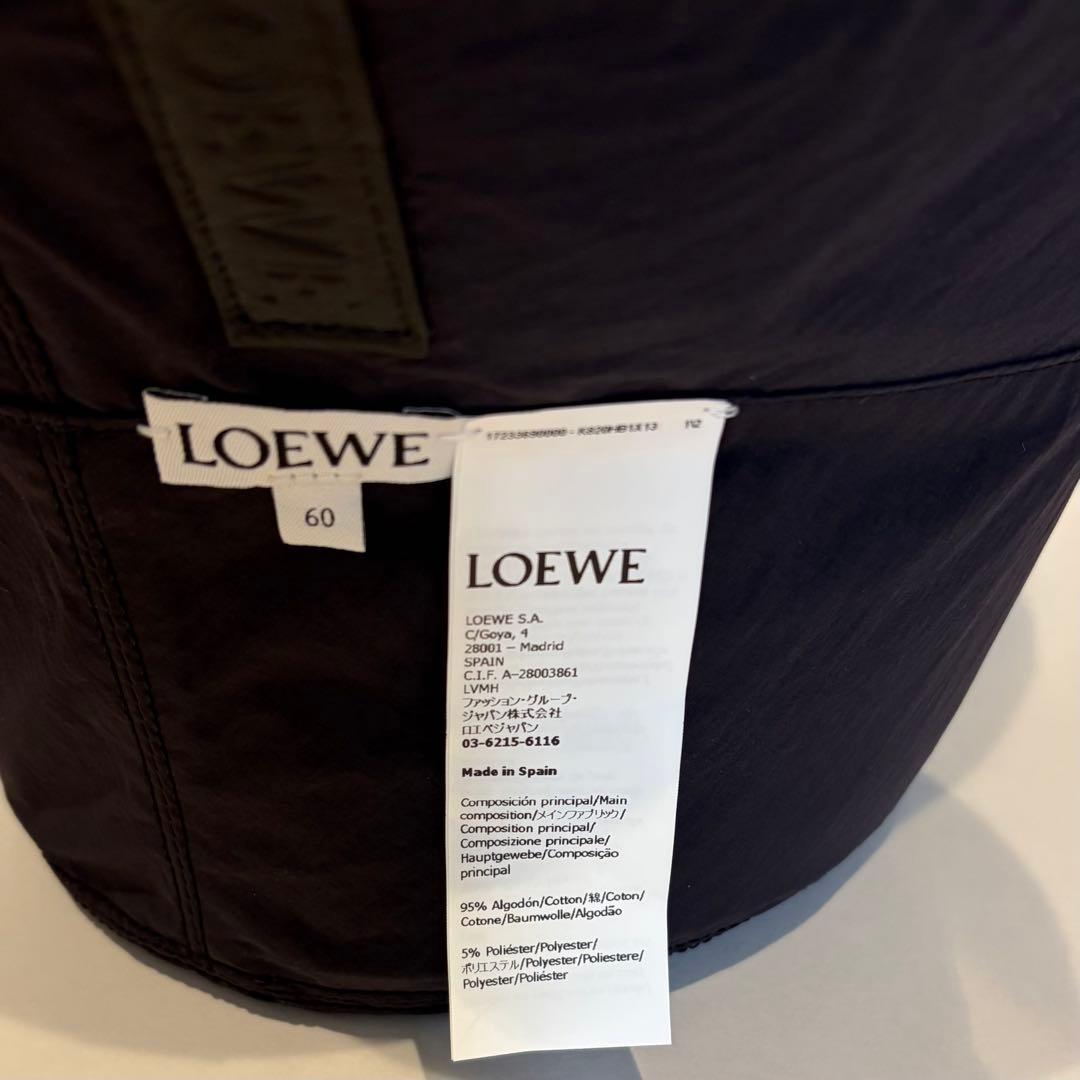 LOEWE
LOEWE
60
1/2
LOEWE
LOEWE S.A.
C/Goya, 4
28001 – Madrid
SPAIN
C.I.F. A-28003861
LVMH
ファッション・グループ・
ジャパン株式会社
ロエベジャパン
03-6215-6116
Made in Spain
Composición principal/Main
composition/メインファブリック/
Composition principal/
Composizione principale/
Hauptgewebe/Composição
principal
95% Algodón/Cotton/綿/Coton/
Cotone/Baumwolle/Algodão
5% Poliéster/Polyester/
ポリエステル/Polyester/Poliestere/
Polyester/Poliéster